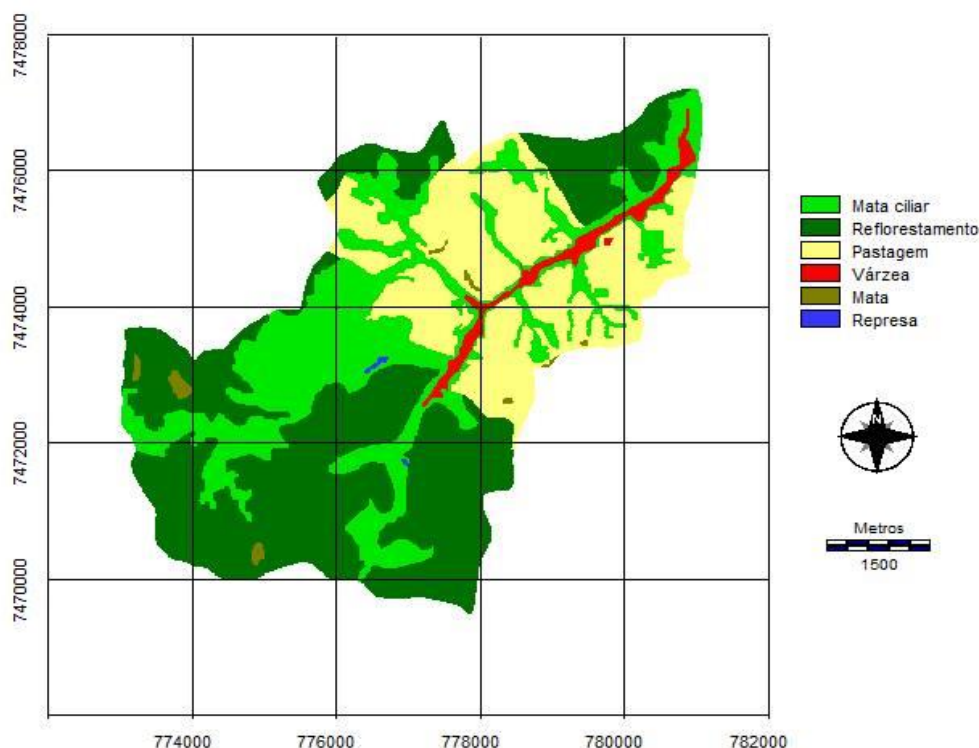 7478000
7476000
7474000
7472000
7470000
774000
776000
778000
780000
782000
Mata ciliar
Reflorestamento
Pastagem
Várzea
Mata
Represa
N
Metros
1500